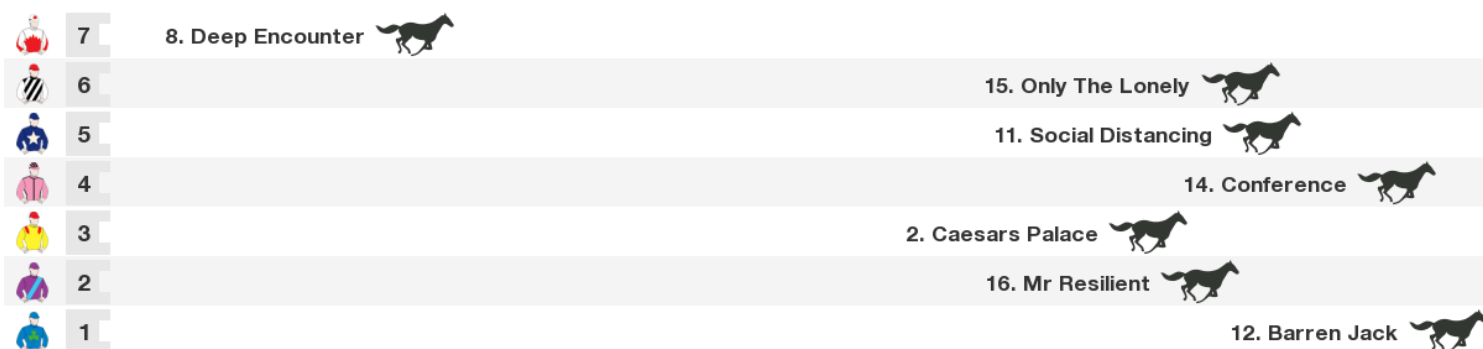 7 8. Deep Encounter
6 15. Only The Lonely
5 11. Social Distancing
4 14. Conference
3 2. Caesars Palace
2 16. Mr Resilient
1 12. Barren Jack